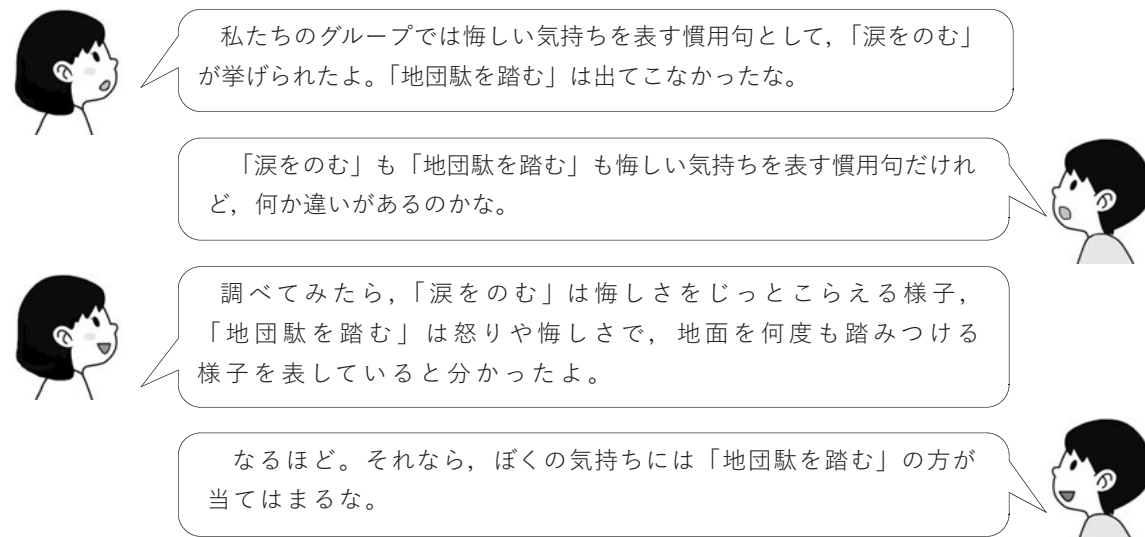 私たちのグループでは悔しい気持ちを表す慣用句として，「涙をのむ」
が挙げられたよ。「地団駄を踏む」は出てこなかったな。
「涙をのむ」も「地団駄を踏む」も悔しい気持ちを表す慣用句だけれ
ど，何か違いがあるのかな。
調べてみたら，「涙をのむ」は悔しさをじっとこらえる様子，
「地団駄を踏む」は怒りや悔しさで，地面を何度も踏みつける
様子を表していると分かったよ。
なるほど。それなら，ぼくの気持ちには「地団駄を踏む」の方が
当てはまるな。